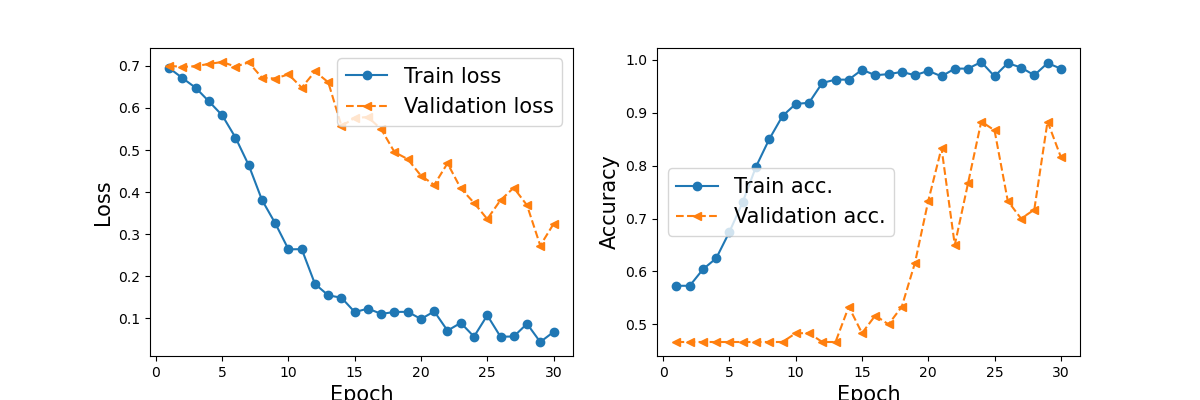 0.7
0.6
0.5
0.4
0.3
0.2
0.1
Loss
Train loss
Validation loss
0 5 10 15 20 25 30
Epoch
1.0
0.9
0.8
0.7
0.6
0.5
Accuracy
Train acc.
Validation acc.
0 5 10 15 20 25 30
Epoch